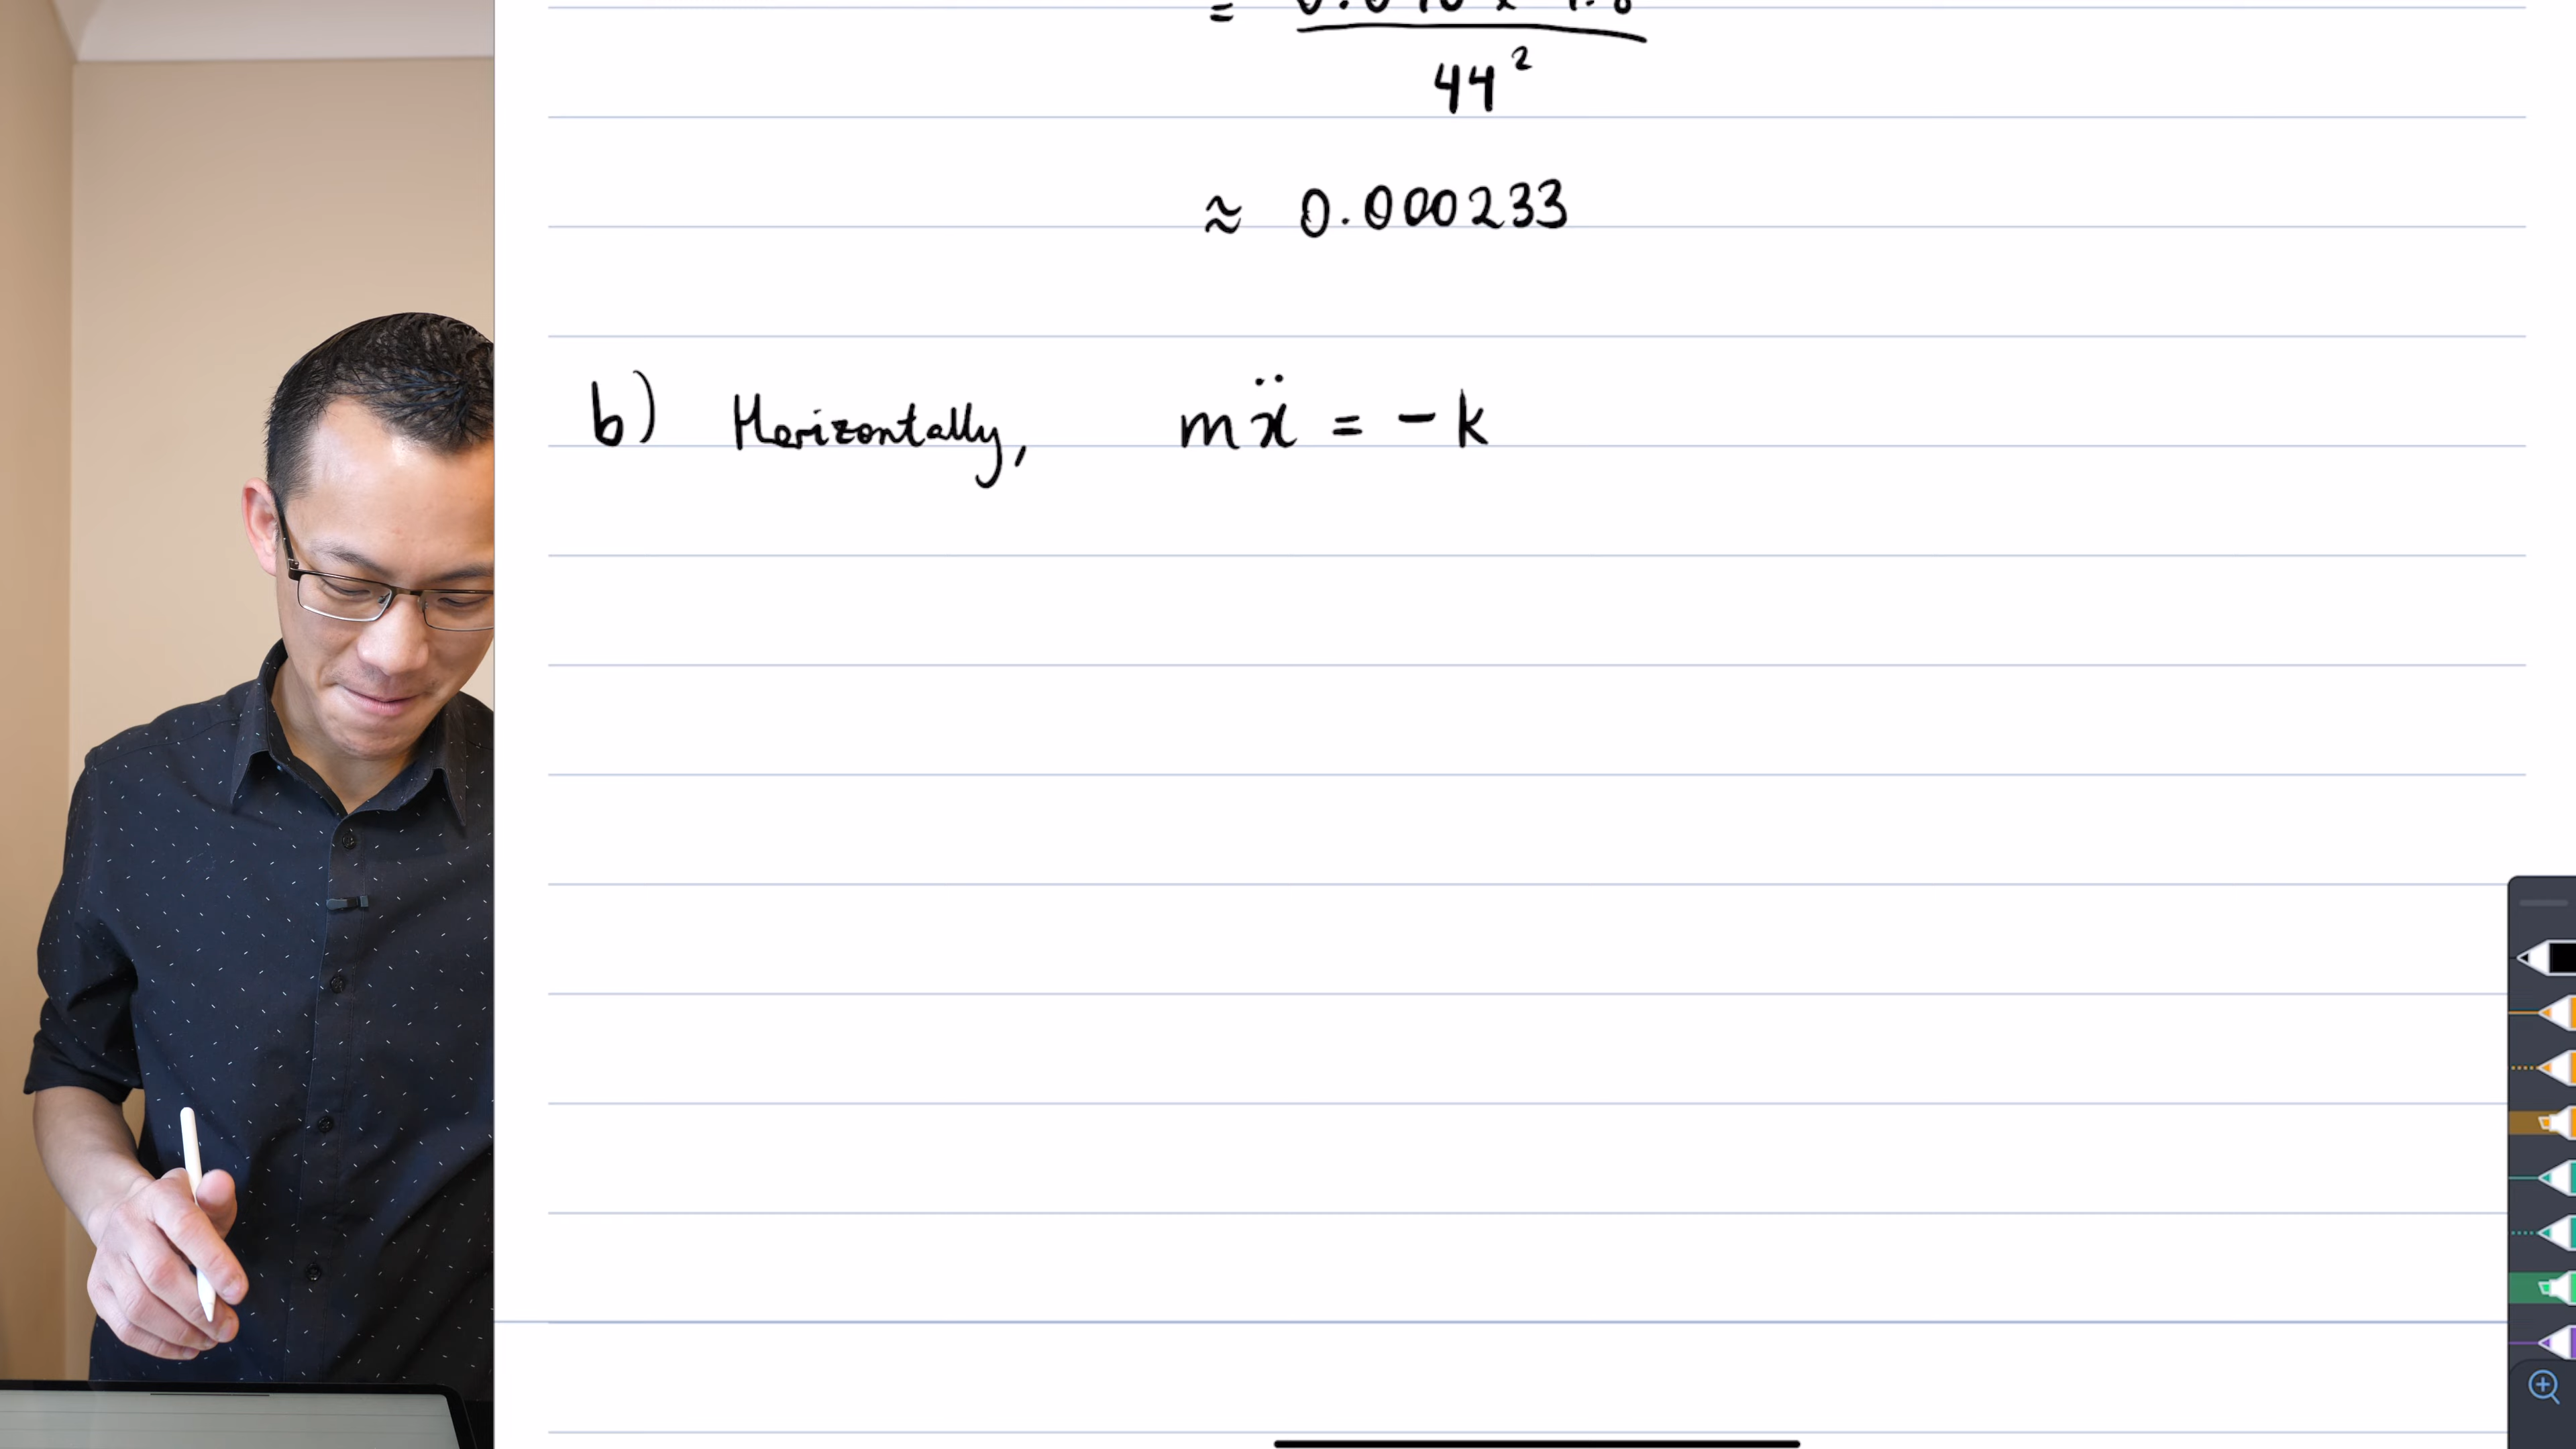 =
44²
≈ 0.000233
b) Horizontally, mẍ = - k